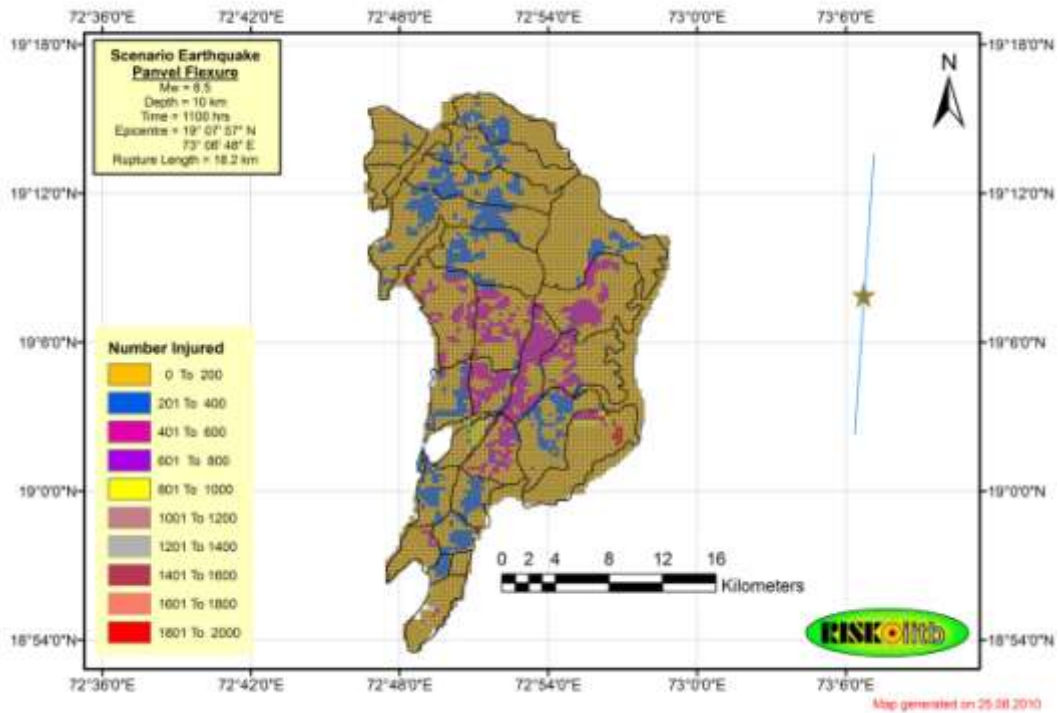 72°36'0"E 72°42'0"E 72°48'0"E 72°54'0"E 73°0'0"E 73°6'0"E
19°18'0"N 19°18'0"N
Scenario Earthquake
Panvel Flexure
Mw = 6.5
Depth = 10 km
Time = 1100 hrs
Epicentre = 19° 07' 57" N
73° 06' 48" E
Rupture Length = 18.2 km
N
19°12'0"N 19°12'0"N
19°6'0"N 19°6'0"N
Number Injured
0 To 200
201 To 400
401 To 600
601 To 800
801 To 1000
1001 To 1200
1201 To 1400
1401 To 1600
1601 To 1800
1801 To 2000
19°0'0"N 19°0'0"N
0 2 4 8 12 16
Kilometers
RISK iitb
18°54'0"N 18°54'0"N
72°36'0"E 72°42'0"E 72°48'0"E 72°54'0"E 73°0'0"E 73°6'0"E
Map generated on 25.08.2010